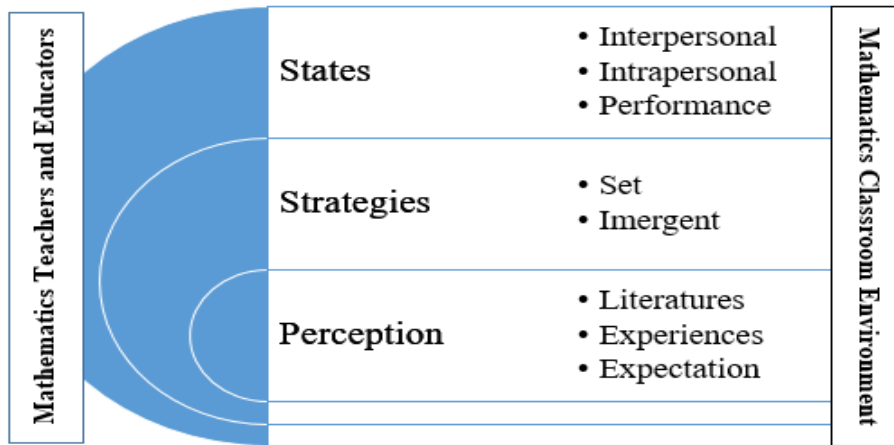 Mathematics Teachers and Educators
States
• Interpersonal
• Intrapersonal
• Performance
Strategies
• Set
• Imergent
Perception
• Literatures
• Experiences
• Expectation
Mathematics Classroom Environment